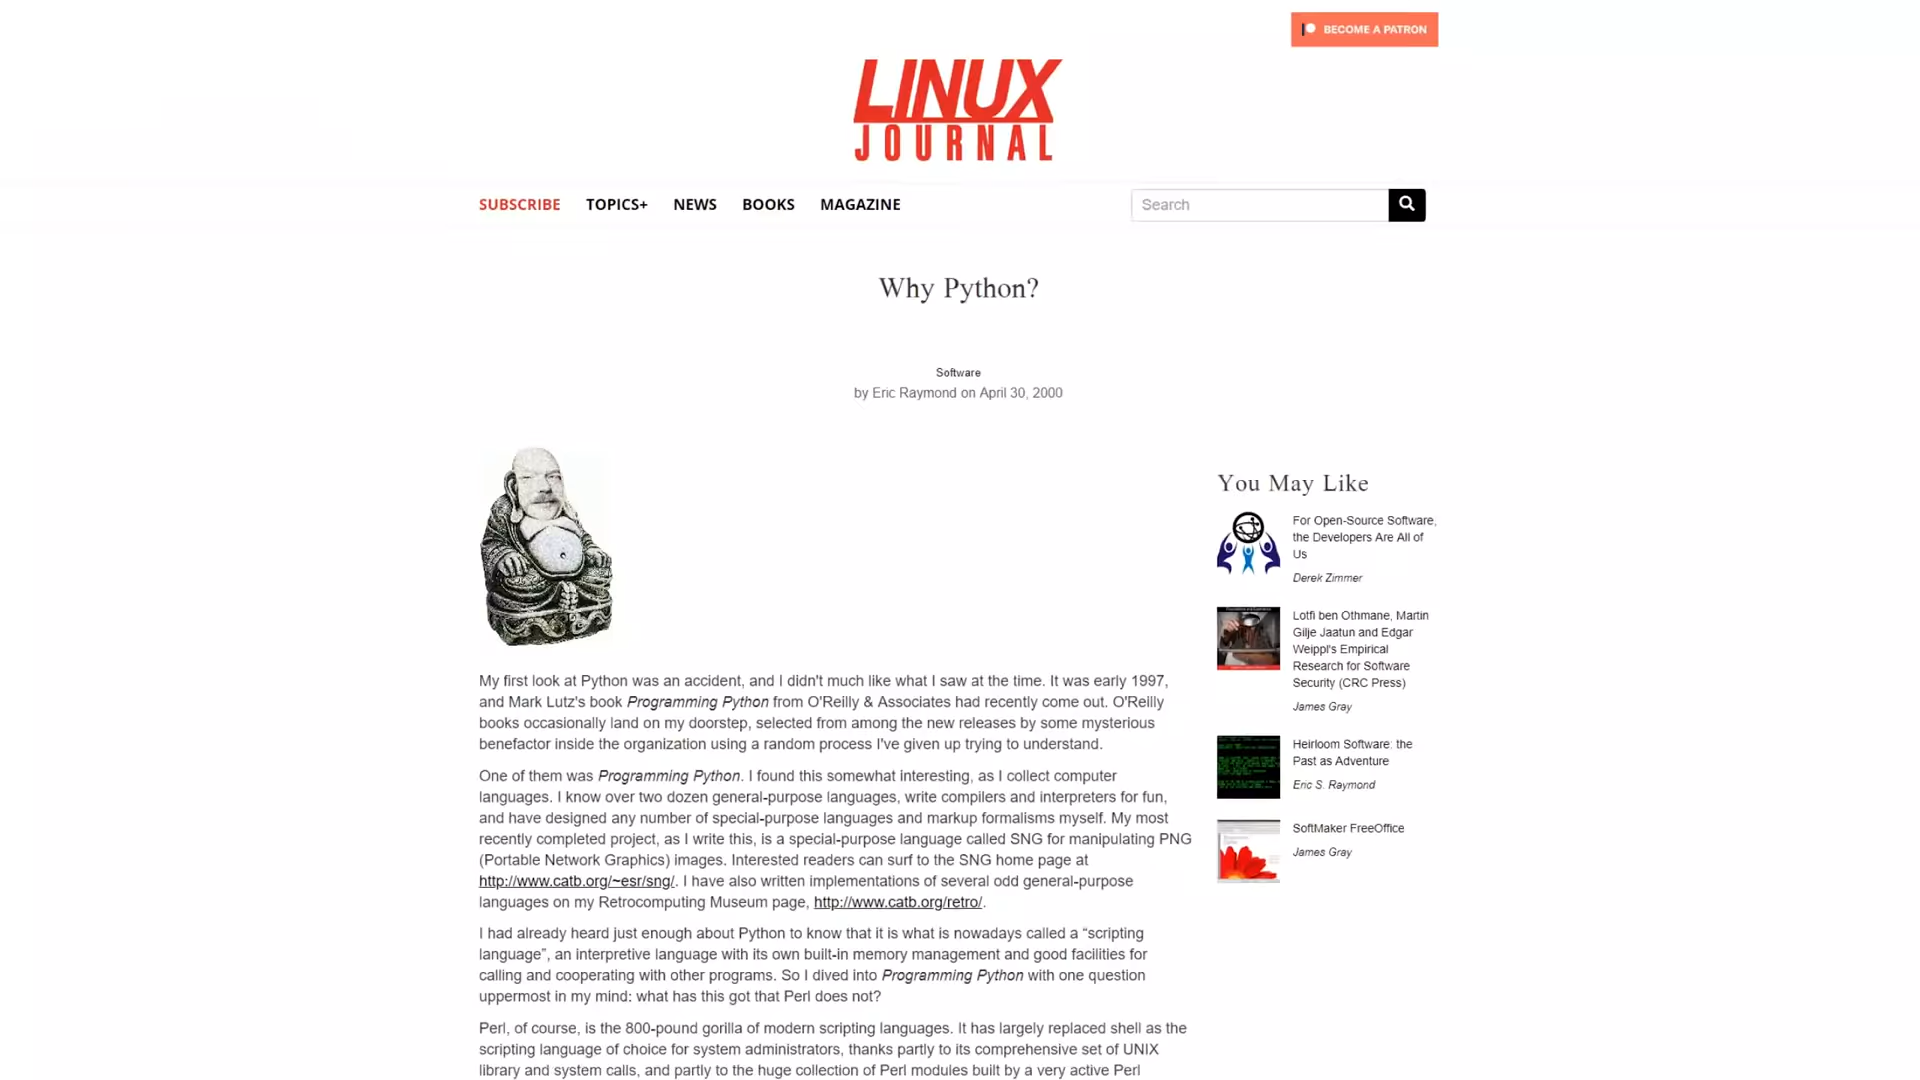 BECOME A PATRON
LINUX
JOURNAL
SUBSCRIBE TOPICS+ NEWS BOOKS MAGAZINE Search
Why Python?
Software
by Eric Raymond on April 30, 2000
My first look at Python was an accident, and I didn't much like what I saw at the time. It was early 1997,
and Mark Lutz's book Programming Python from O'Reilly & Associates had recently come out. O'Reilly
books occasionally land on my doorstep, selected from among the new releases by some mysterious
benefactor inside the organization using a random process I've given up trying to understand.
One of them was Programming Python. I found this somewhat interesting, as I collect computer
languages. I know over two dozen general-purpose languages, write compilers and interpreters for fun,
and have designed any number of special-purpose languages and markup formalisms myself. My most
recently completed project, as I write this, is a special-purpose language called SNG for manipulating PNG
(Portable Network Graphics) images. Interested readers can surf to the SNG home page at
http://www.catb.org/~esr/sng/. I have also written implementations of several odd general-purpose
languages on my Retrocomputing Museum page, http://www.catb.org/retro/.
I had already heard just enough about Python to know that it is what is nowadays called a “scripting
language”, an interpretive language with its own built-in memory management and good facilities for
calling and cooperating with other programs. So I dived into Programming Python with one question
uppermost in my mind: what has this got that Perl does not?
Perl, of course, is the 800-pound gorilla of modern scripting languages. It has largely replaced shell as the
scripting language of choice for system administrators, thanks partly to its comprehensive set of UNIX
library and system calls, and partly to the huge collection of Perl modules built by a very active Perl
You May Like
For Open-Source Software,
the Developers Are All of
Us
Derek Zimmer
Lotfi ben Othmane, Martin
Gilje Jaatun and Edgar
Weippl's Empirical
Research for Software
Security (CRC Press)
James Gray
Heirloom Software: the
Past as Adventure
Eric S. Raymond
SoftMaker FreeOffice
James Gray